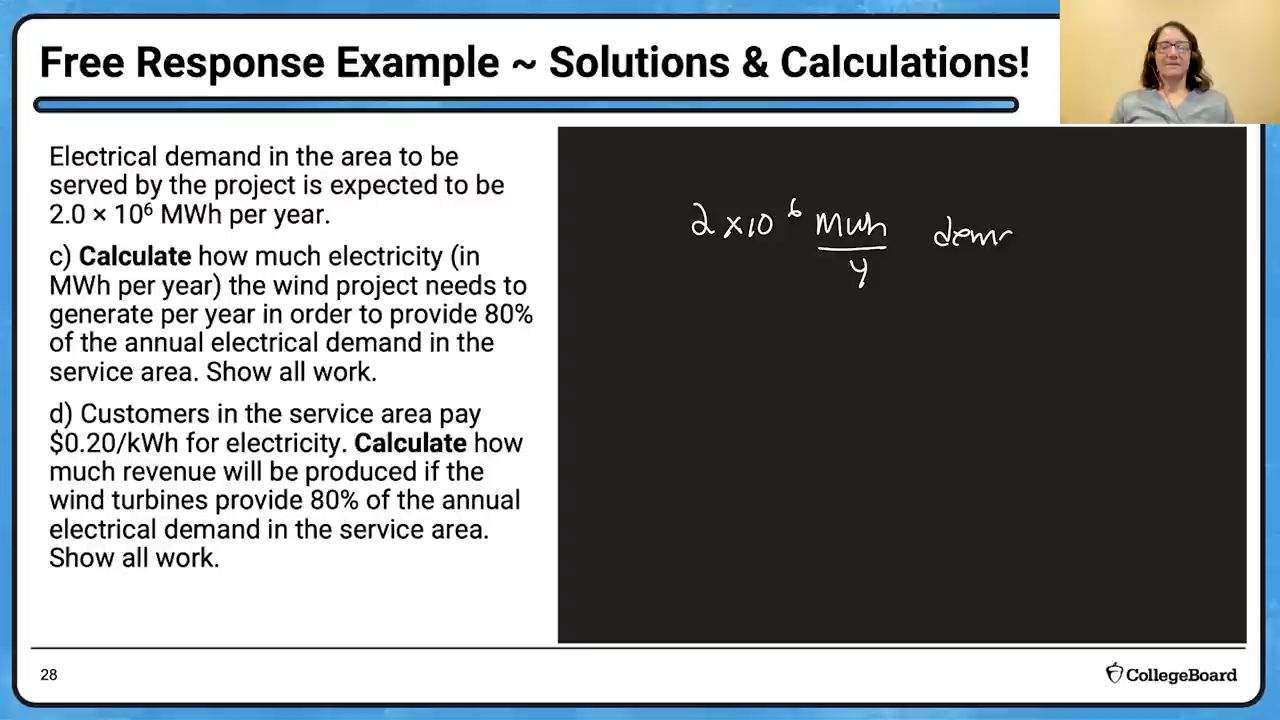 Free Response Example ~ Solutions & Calculations!
Electrical demand in the area to be
served by the project is expected to be
2.0 × 10⁶ MWh per year.
c) Calculate how much electricity (in
MWh per year) the wind project needs to
generate per year in order to provide 80%
of the annual electrical demand in the
service area. Show all work.
d) Customers in the service area pay
$0.20/kWh for electricity. Calculate how
much revenue will be produced if the
wind turbines provide 80% of the annual
electrical demand in the service area.
Show all work.
2 ×10⁶ MWh dema
y
28
CollegeBoard